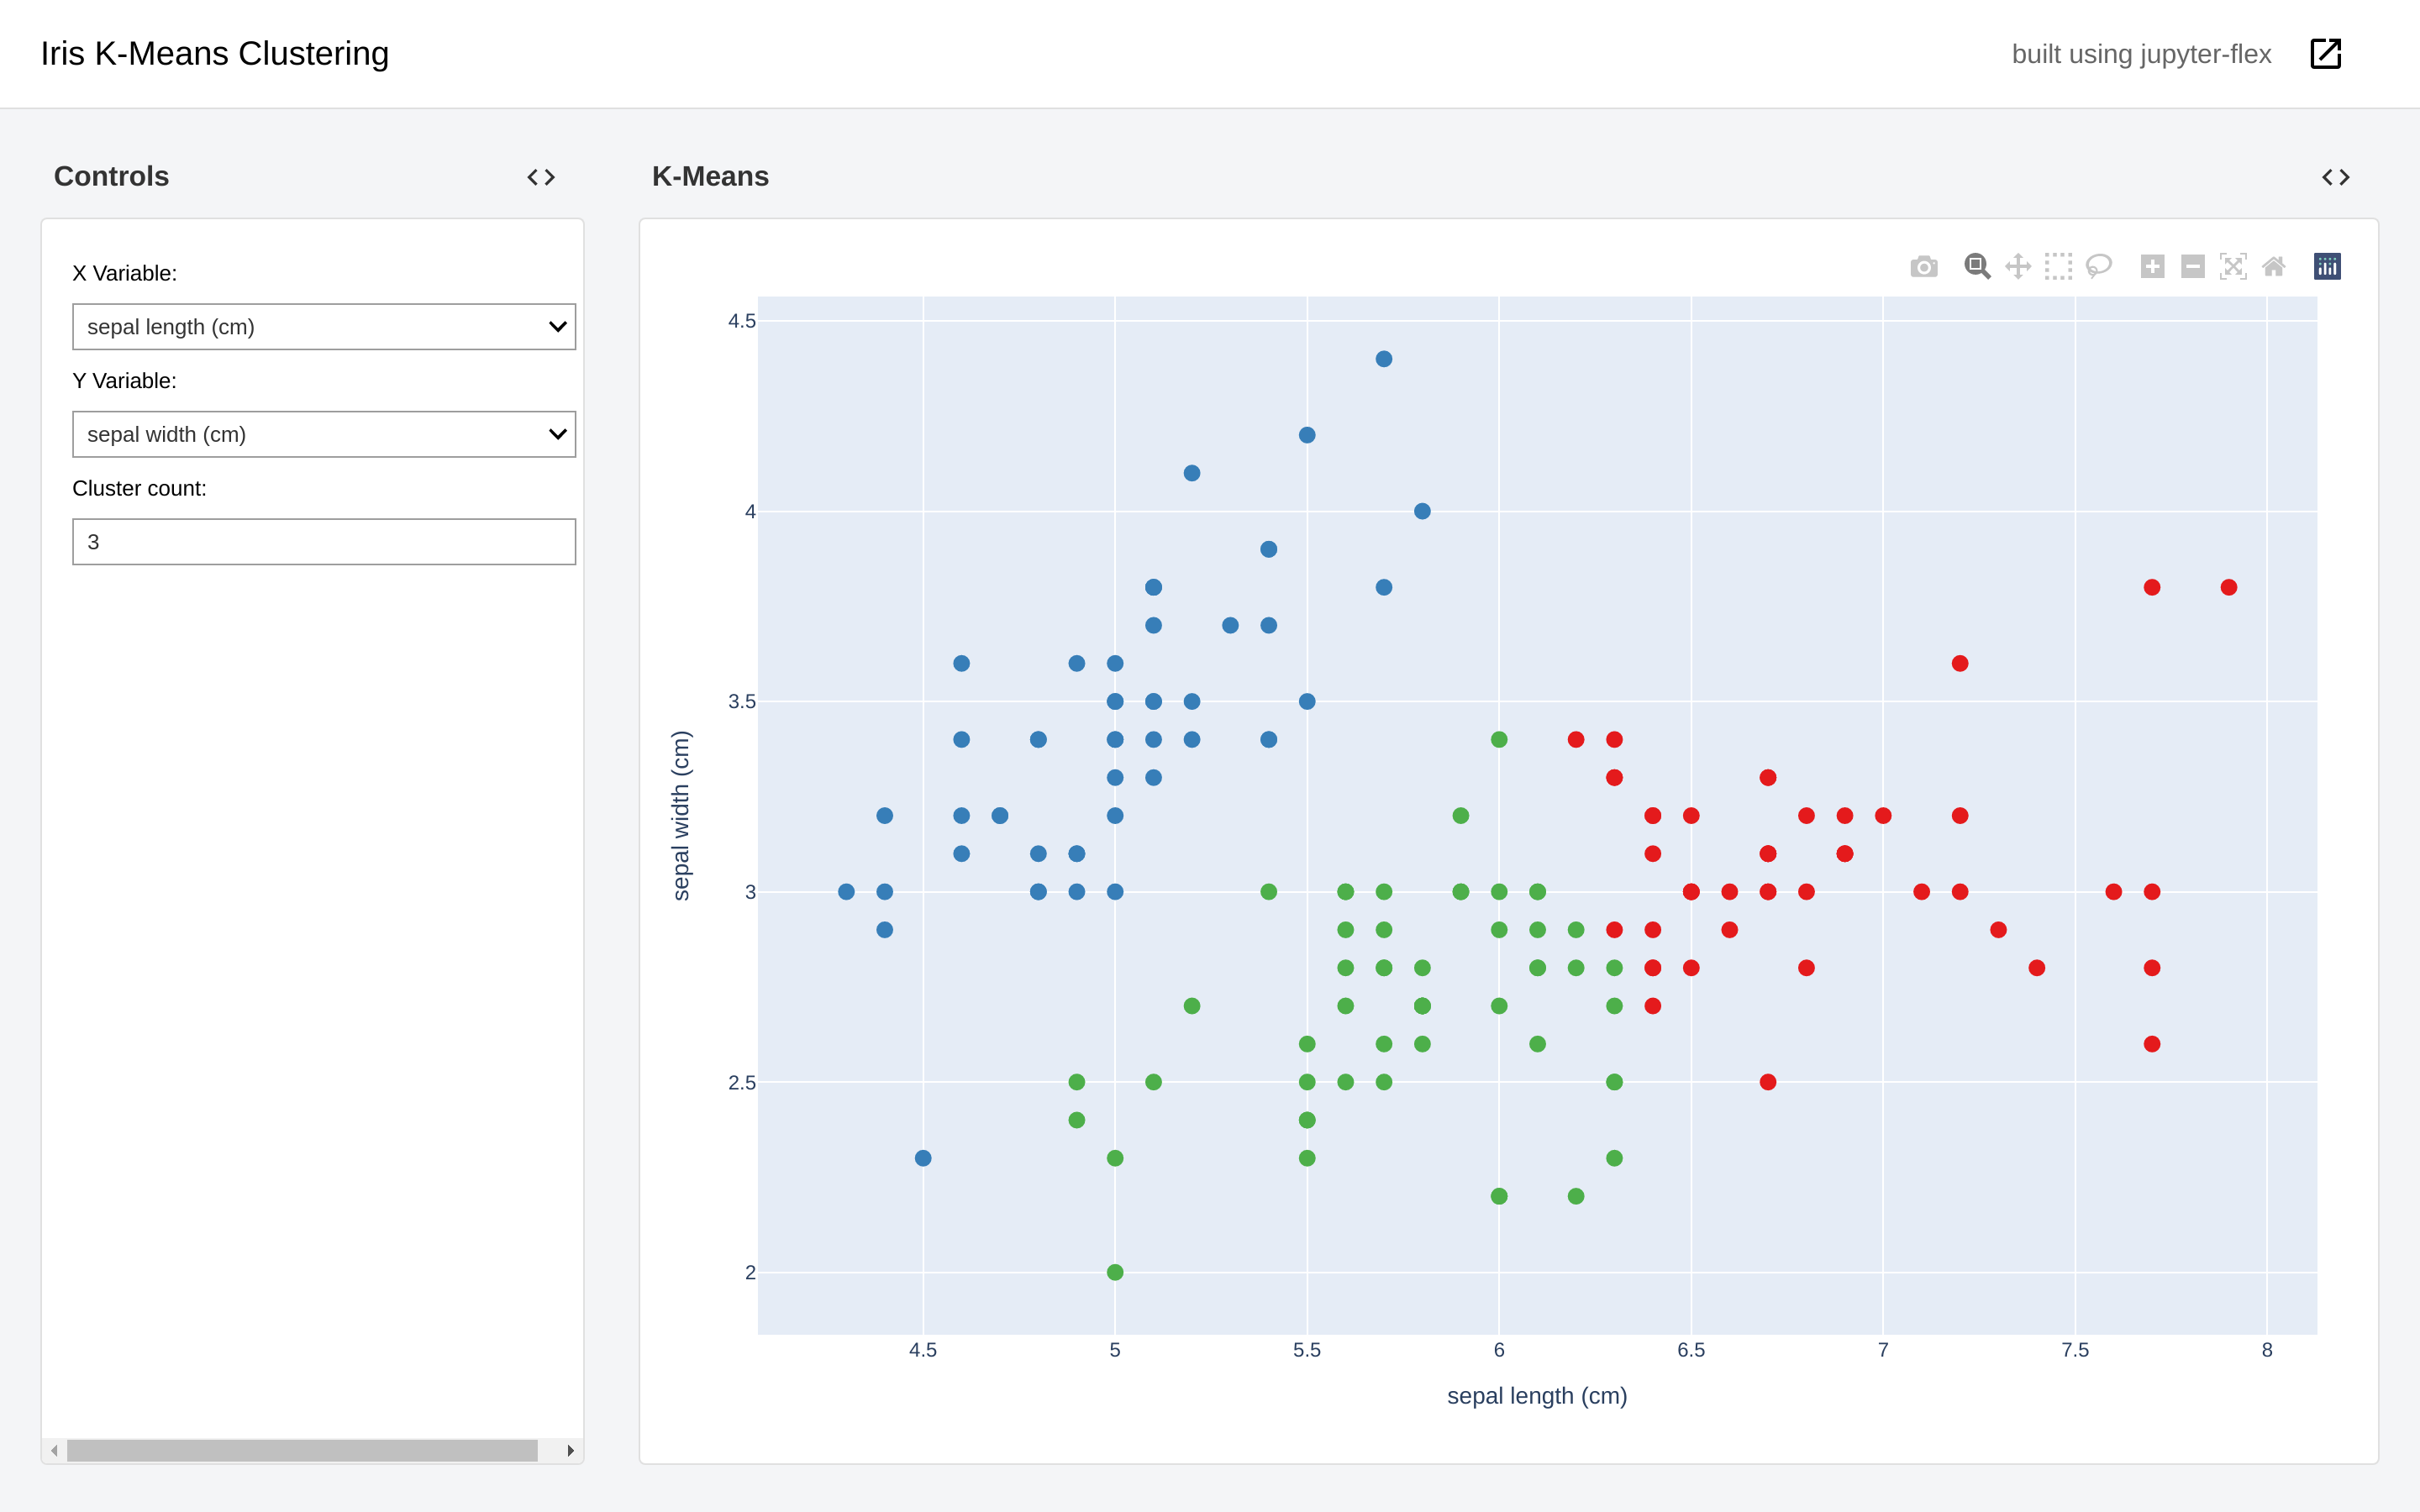 Iris K-Means Clustering
built using jupyter-flex
Controls
K-Means
X Variable:
sepal length (cm)
Y Variable:
sepal width (cm)
Cluster count:
3
4.5
4
3.5
3
2.5
2
sepal width (cm)
4.5 5 5.5 6 6.5 7 7.5 8
sepal length (cm)